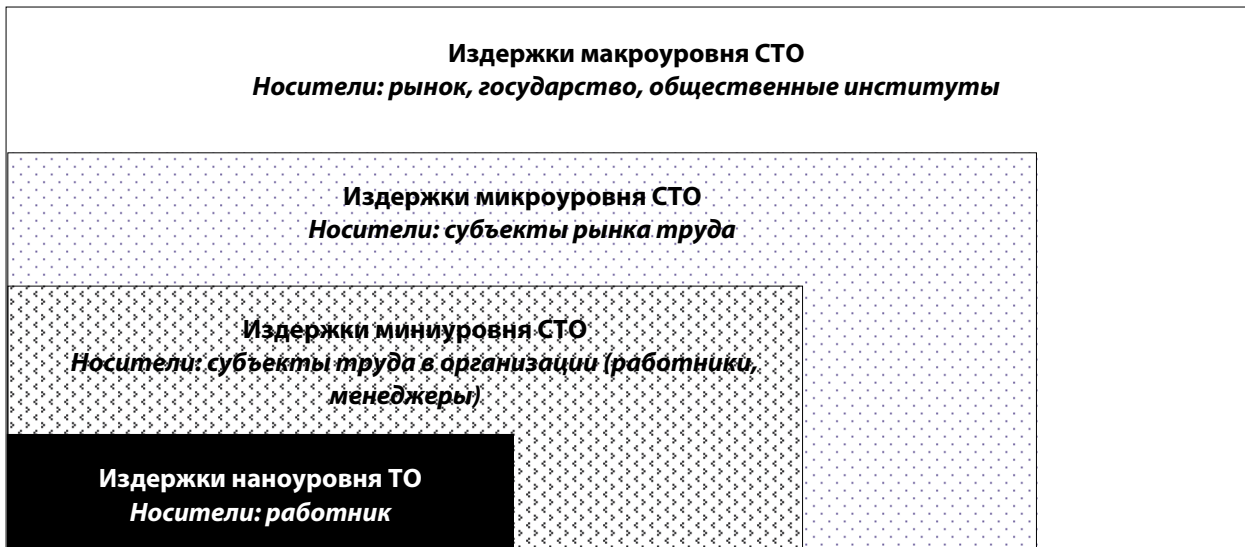 Издержки макроуровня СТО
Носители: рынок, государство, общественные институты
Издержки микроуровня СТО
Носители: субъекты рынка труда
Издержки миниуровня СТО
Носители: субъекты труда в организации (работники,
менеджеры)
Издержки наноуровня ТО
Носители: работник